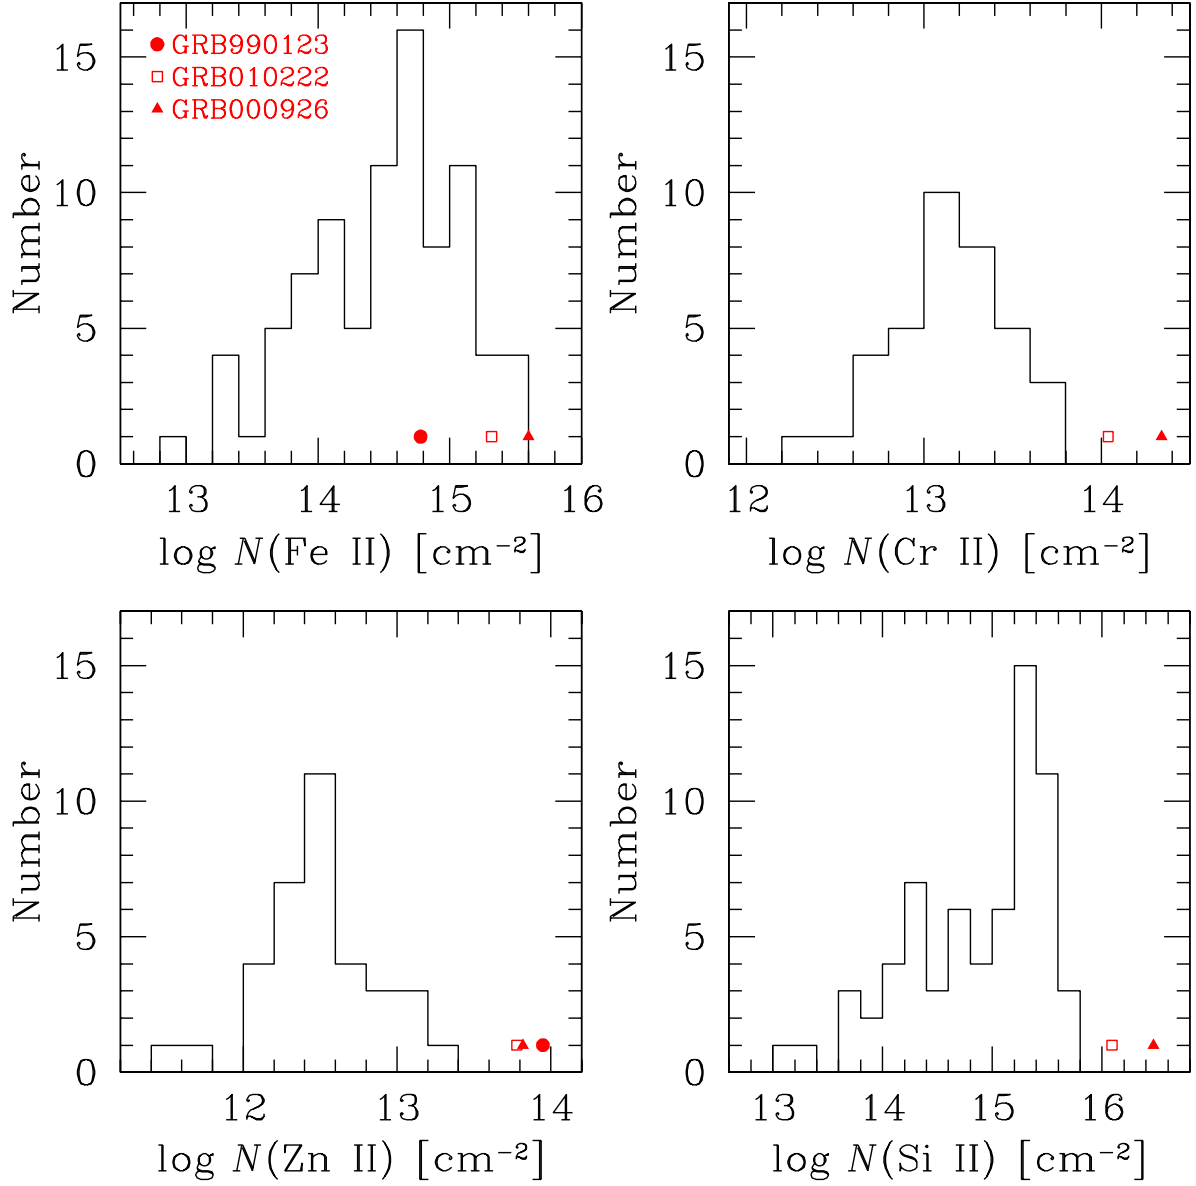 GRB990123
GRB010222
GRB000926
Number
15
10
5
0
13 14 15 16
log N(Fe II) [cm⁻²]
Number
15
10
5
0
12 13 14
log N(Cr II) [cm⁻²]
Number
15
10
5
0
12 13 14
log N(Zn II) [cm⁻²]
Number
15
10
5
0
13 14 15 16
log N(Si II) [cm⁻²]